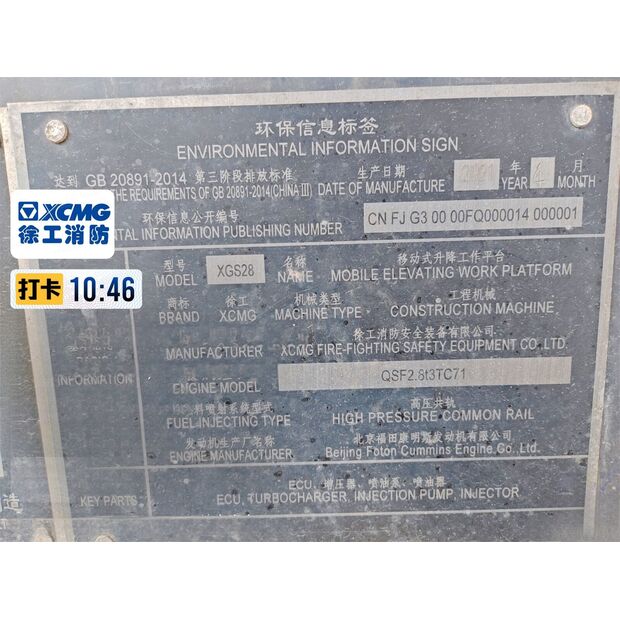 环保信息标签
ENVIRONMENTAL INFORMATION SIGN
达到 GB 20891-2014 第三阶段排放标准 生产日期 年 月
THE REQUIREMENTS OF GB 20891-2014(CHINA Ⅲ) DATE OF MANUFACTURE YEAR MONTH
XCMG
徐工消防
环保信息公开编号
INFORMATION PUBLISHING NUMBER CN FJ G3 00 00FQ000014 000001
打卡 10:46
型号 名称 移动式升降工作平台
MODEL XGS28 NAME MOBILE ELEVATING WORK PLATFORM
商标 徐工 机械类型 工程机械
BRAND XCMG MACHINE TYPE CONSTRUCTION MACHINE
徐工消防安全装备有限公司
MANUFACTURER XCMG FIRE-FIGHTING SAFETY EQUIPMENT CO.,LTD.
INFORMATION
ENGINE MODEL QSF2.8t3TC71
料喷射系统型式 高压共轨
FUEL INJECTING TYPE HIGH PRESSURE COMMON RAIL
发动机生产厂名称 北京福田康明斯发动机有限公司
ENGINE MANUFACTURER Beijing Foton Cummins Engine Co. Ltd.
ECU、增压器、喷油泵、喷油器
KEY PARTS ECU, TURBOCHARGER, INJECTION PUMP, INJECTOR
造